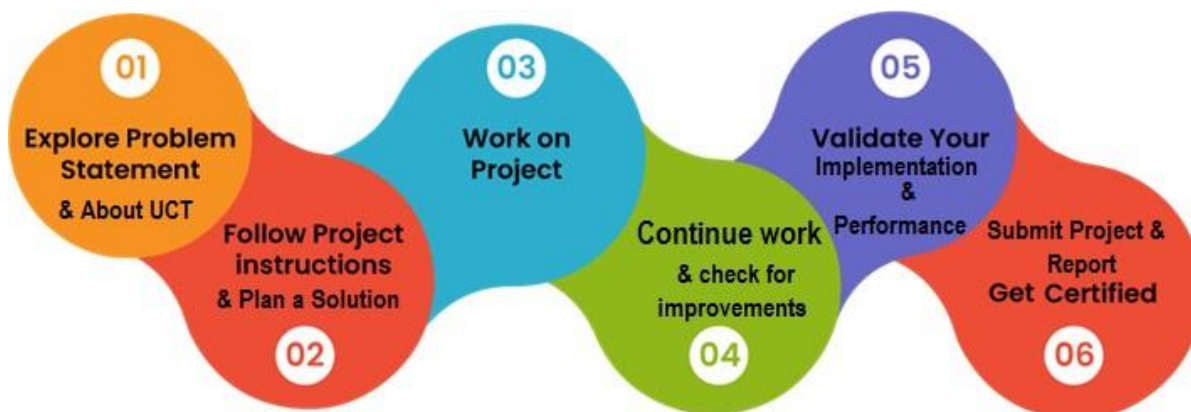 01
Explore Problem
Statement
& About UCT
Follow Project
instructions
& Plan a Solution
02
03
Work on
Project
Continue work
& check for
improvements
04
05
Validate Your
Implementation
&
Performance
Submit Project &
Report
Get Certified
06